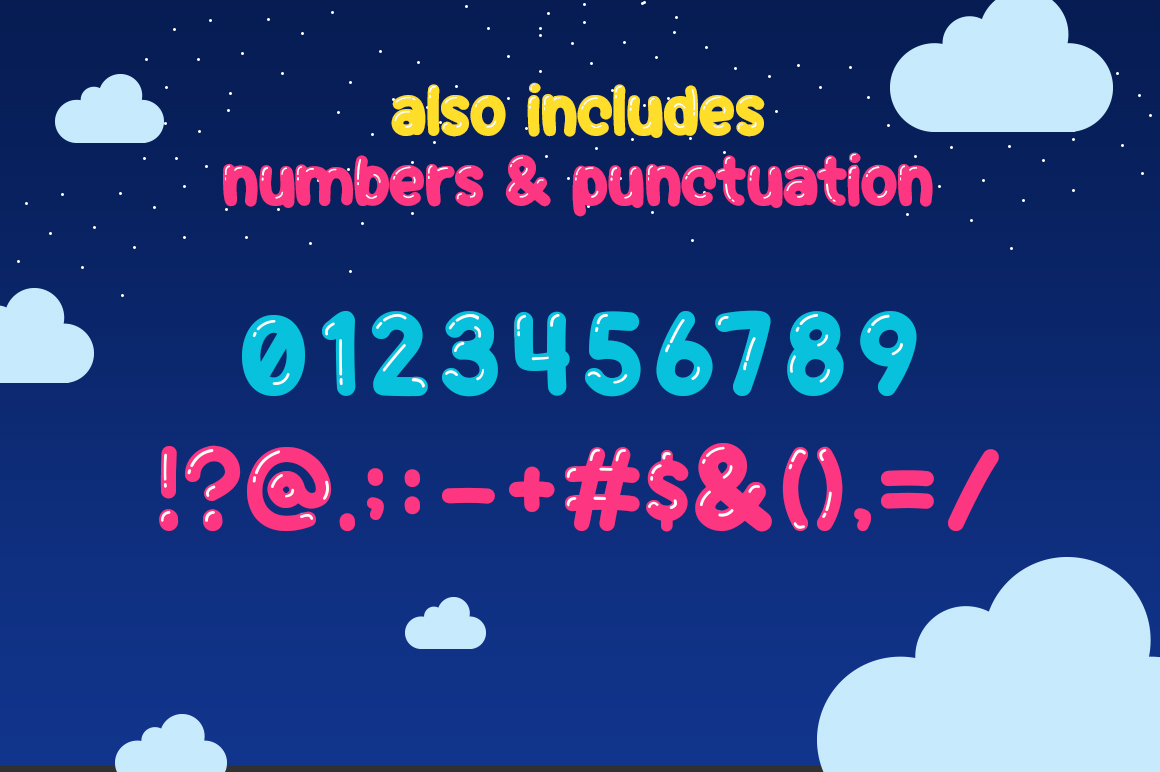 also includes
numbers & punctuation
0123456789
!?@.;:-+#$&(),=/